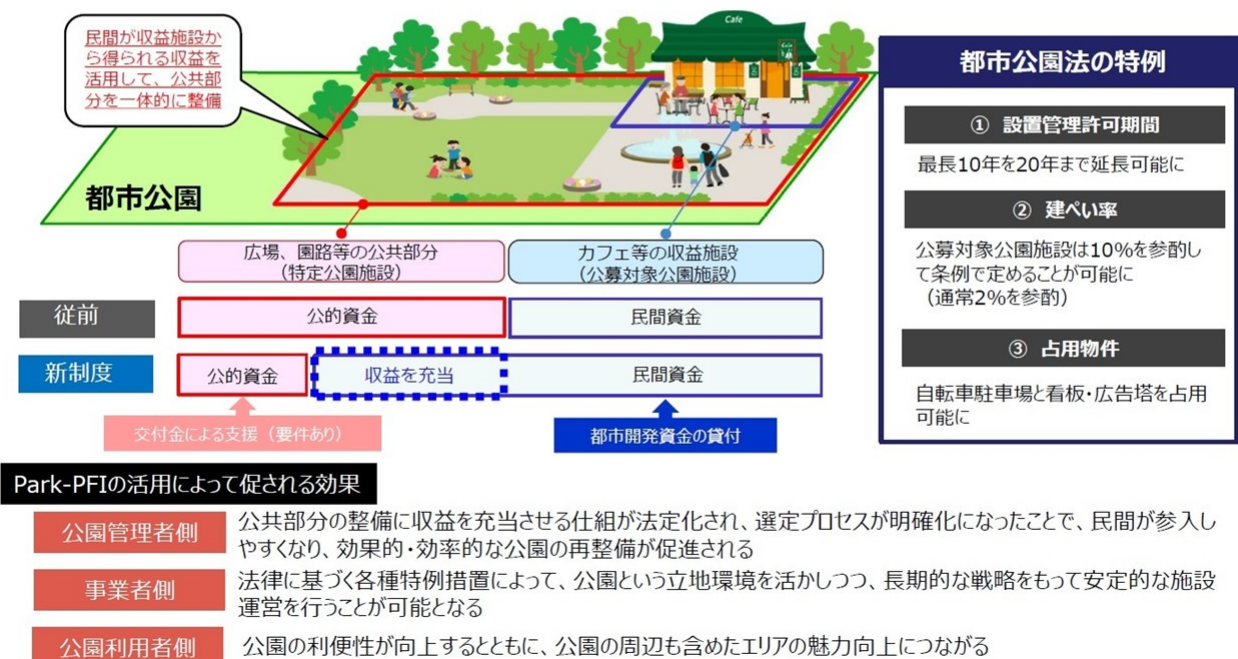 民間が収益施設か
ら得られる収益を
活用して、公共部
分を一体的に整備
Cafe
都市公園
広場、園路等の公共部分
（特定公園施設）
カフェ等の収益施設
（公募対象公園施設）
従前
公的資金
民間資金
新制度
公的資金
収益を充当
民間資金
交付金による支援（要件あり）
都市開発資金の貸付
都市公園法の特例
① 設置管理許可期間
最長10年を20年まで延長可能に
② 建ぺい率
公募対象公園施設は10％を参酌し
て条例で定めることが可能に
（通常2％を参酌）
③ 占用物件
自転車駐車場と看板・広告塔を占用
可能に
Park-PFIの活用によって促される効果
公園管理者側
公共部分の整備に収益を充当させる仕組が法定化され、選定プロセスが明確化になったことで、民間が参入し
やすくなり、効果的・効率的な公園の再整備が促進される
事業者側
法律に基づく各種特例措置によって、公園という立地環境を活かしつつ、長期的な戦略をもって安定的な施設
運営を行うことが可能となる
公園利用者側
公園の利便性が向上するとともに、公園の周辺も含めたエリアの魅力向上につながる